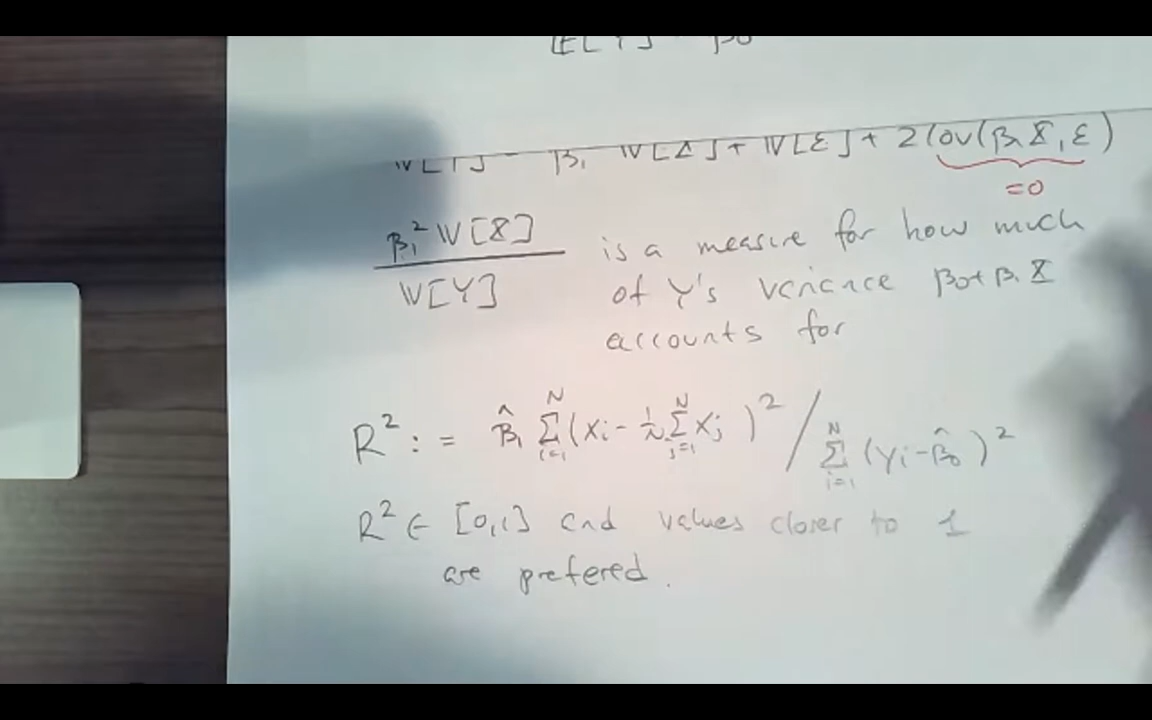 𝔼[Y] = β₀
𝕍[Y] = β₁ 𝕍[X] + 𝕍[ε] + 2Cov(β₁X, ε)
=0
β₁² 𝕍[X] / 𝕍[Y] is a measure for how much
of Y's variance β₀+β₁X
accounts for
R² := β̂₁ Σᵢ₌₁ᴺ (xᵢ - 1/N Σⱼ₌₁ᴺ xⱼ)² / Σᵢ₌₁ᴺ (yᵢ - β̂₀)²
R² ∈ [0,1] and values closer to 1
are prefered.